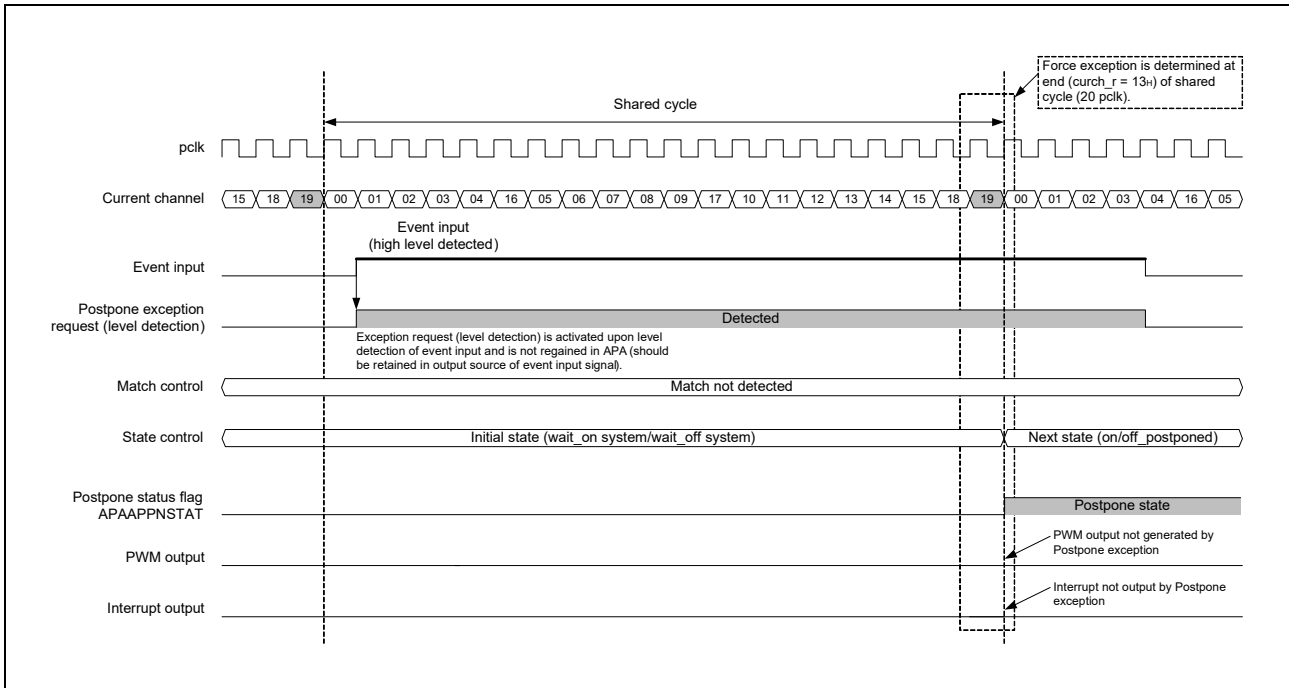 Force exception is determined at
end (curch_r = 13H) of shared
cycle (20 pclk).
Shared cycle
pclk
Current channel 15 18 19 00 01 02 03 04 16 05 06 07 08 09 17 10 11 12 13 14 15 18 19 00 01 02 03 04 16 05
Event input
(high level detected)
Event input
Postpone exception
request (level detection)
Detected
Exception request (level detection) is activated upon level
detection of event input and is not regained in APA (should
be retained in output source of event input signal).
Match control
Match not detected
State control
Initial state (wait_on system/wait_off system)
Next state (on/off_postponed)
Postpone status flag
APAAPPNSTAT
Postpone state
PWM output not generated by
Postpone exception
PWM output
Interrupt not output by Postpone
exception
Interrupt output